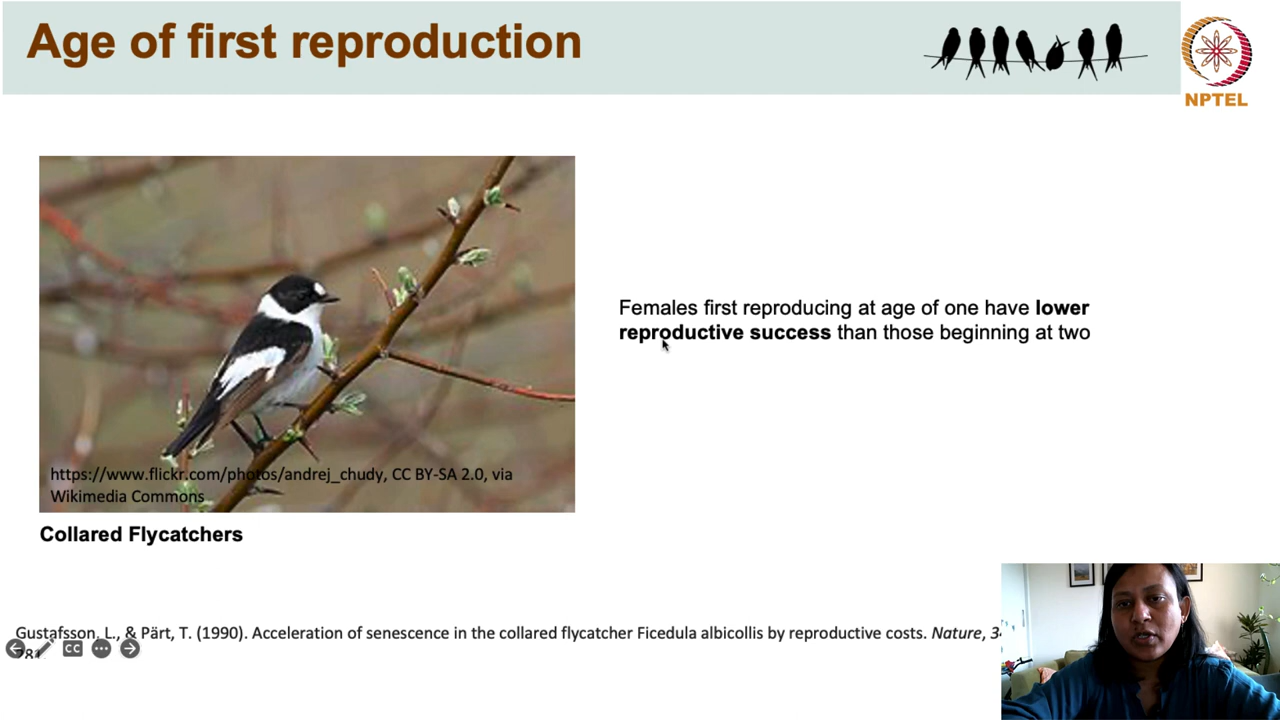 Age of first reproduction
NPTEL
Females first reproducing at age of one have lower
reproductive success than those beginning at two
https://www.flickr.com/photos/andrej_chudy, CC BY-SA 2.0, via
Wikimedia Commons
Collared Flycatchers
Gustafsson, L., & Pärt, T. (1990). Acceleration of senescence in the collared flycatcher Ficedula albicollis by reproductive costs. Nature,
CC